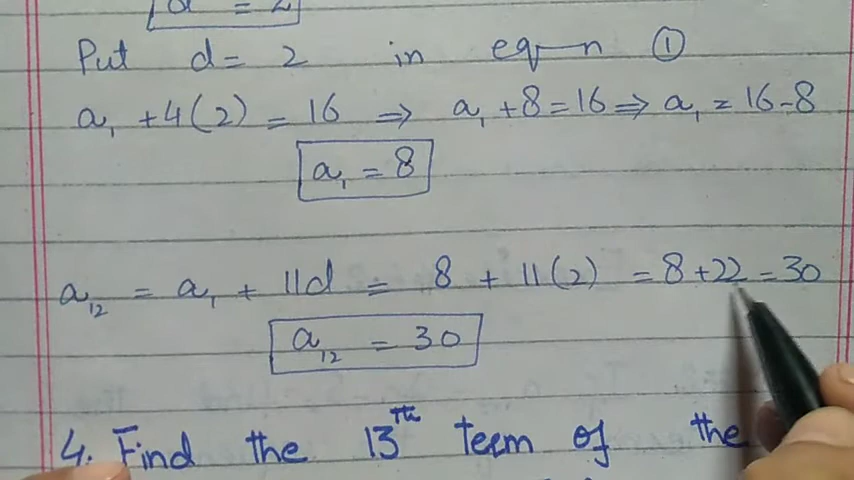 d = 2
Put d = 2 in eqn ①
a₁ + 4(2) = 16 ⇒ a₁ + 8 = 16 ⇒ a₁ = 16 - 8
a₁ = 8
a₁₂ = a₁ + 11d = 8 + 11(2) = 8 + 22 = 30
a₁₂ = 30
4. Find the 13th term of the